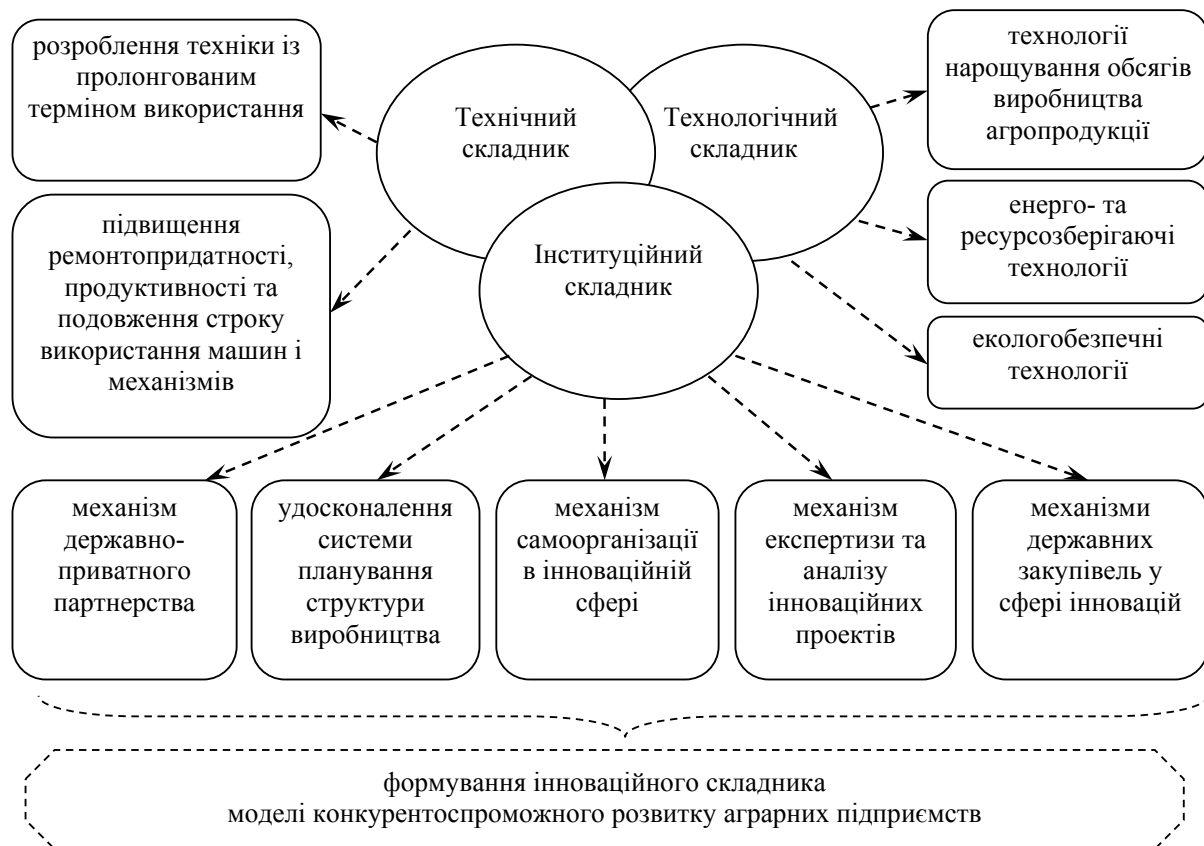 розроблення техніки із
пролонгованим
терміном використання
Технічний
складник
Технологічний
складник
технології
нарощування обсягів
виробництва
агропродукції
підвищення
ремонтопридатності,
продуктивності та
подовження строку
використання машин і
механізмів
Інституційний
складник
енерго- та
ресурсозберігаючі
технології
екологобезпечні
технології
механізм
державно-
приватного
партнерства
удосконалення
системи
планування
структури
виробництва
механізм
самоорганізації
в інноваційній
сфері
механізм
експертизи та
аналізу
інноваційних
проектів
механізми
державних
закупівель у
сфері інновацій
формування інноваційного складника
моделі конкурентоспроможного розвитку аграрних підприємств